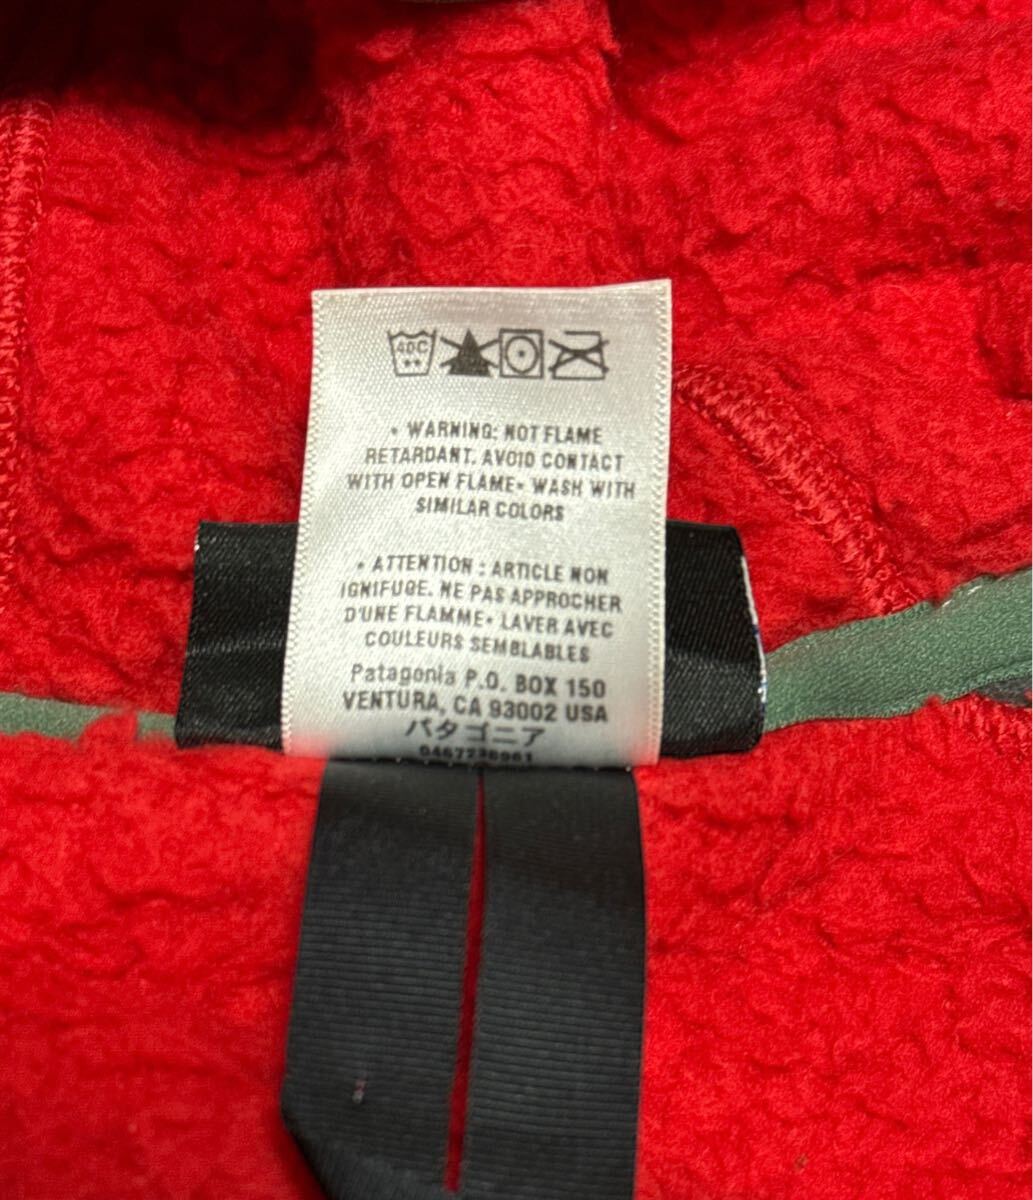 40C
• WARNING: NOT FLAME
RETARDANT. AVOID CONTACT
WITH OPEN FLAME• WASH WITH
SIMILAR COLORS
• ATTENTION : ARTICLE NON
IGNIFUGE. NE PAS APPROCHER
D'UNE FLAMME• LAVER AVEC
COULEURS SEMBLABLES
Patagonia P.O. BOX 150
VENTURA, CA 93002 USA
パタゴニア